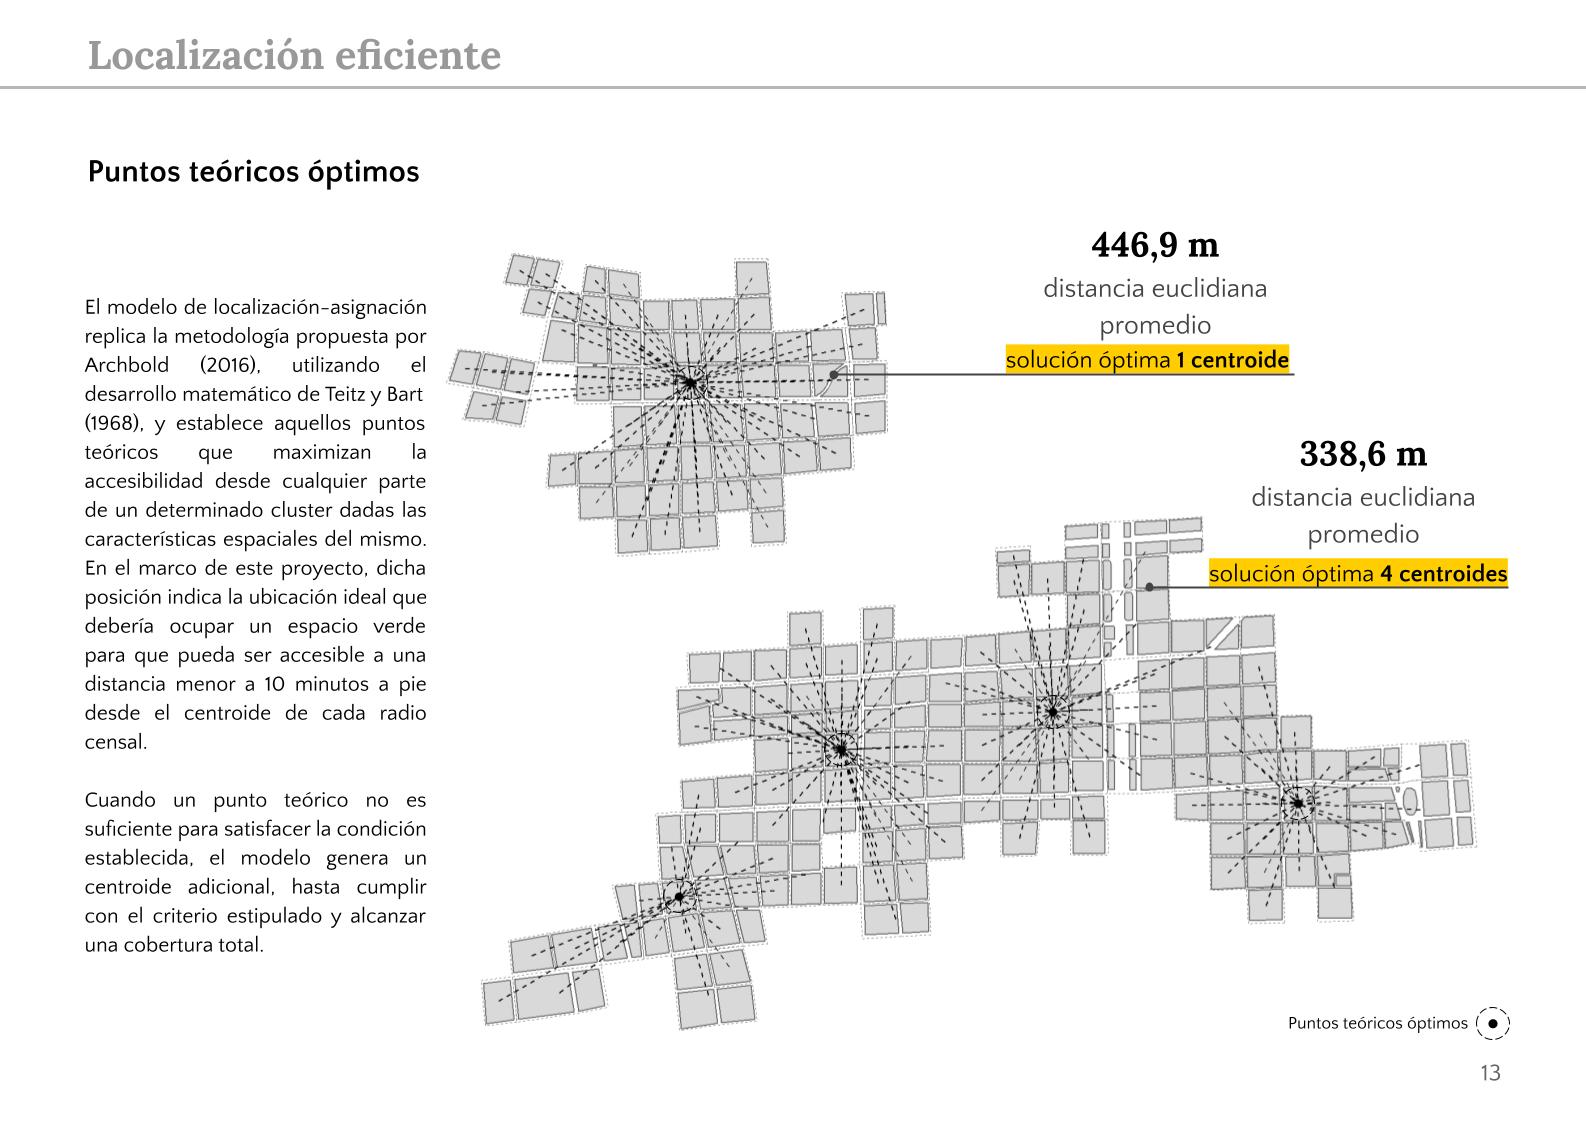 Localización eficiente
Puntos teóricos óptimos
El modelo de localización-asignación
replica la metodología propuesta por
Archbold (2016), utilizando el
desarrollo matemático de Teitz y Bart
(1968), y establece aquellos puntos
teóricos que maximizan la
accesibilidad desde cualquier parte
de un determinado cluster dadas las
características espaciales del mismo.
En el marco de este proyecto, dicha
posición indica la ubicación ideal que
debería ocupar un espacio verde
para que pueda ser accesible a una
distancia menor a 10 minutos a pie
desde el centroide de cada radio
censal.
Cuando un punto teórico no es
suficiente para satisfacer la condición
establecida, el modelo genera un
centroide adicional, hasta cumplir
con el criterio estipulado y alcanzar
una cobertura total.
446,9 m
distancia euclidiana
promedio
solución óptima 1 centroide
338,6 m
distancia euclidiana
promedio
solución óptima 4 centroides
Puntos teóricos óptimos
13